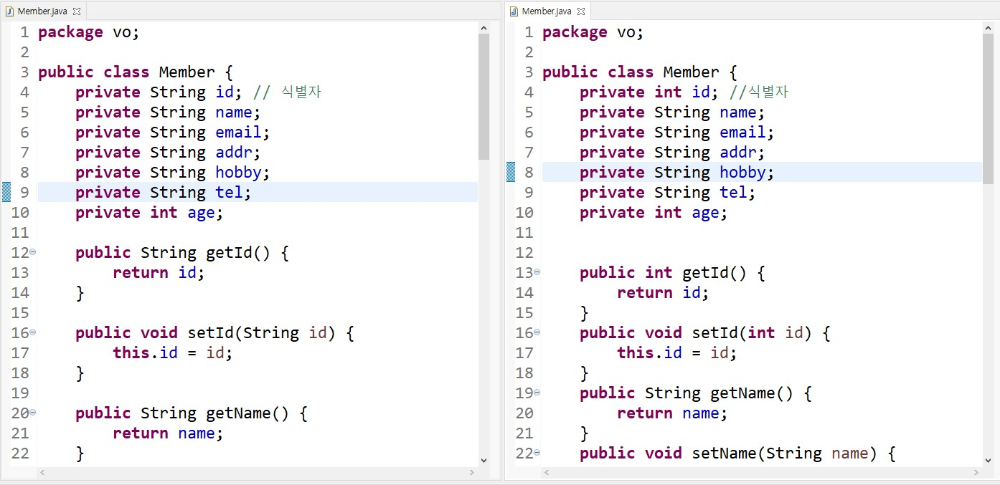 Member.java
1 package vo;
2
3 public class Member {
4     private String id; // 식별자
5     private String name;
6     private String email;
7     private String addr;
8     private String hobby;
9     private String tel;
10     private int age;
11
12     public String getId() {
13         return id;
14     }
15
16     public void setId(String id) {
17         this.id = id;
18     }
19
20     public String getName() {
21         return name;
22     }
Member.java
1 package vo;
2
3 public class Member {
4     private int id; //식별자
5     private String name;
6     private String email;
7     private String addr;
8     private String hobby;
9     private String tel;
10     private int age;
11
12
13     public int getId() {
14         return id;
15     }
16     public void setId(int id) {
17         this.id = id;
18     }
19     public String getName() {
20         return name;
21     }
22     public void setName(String name) {